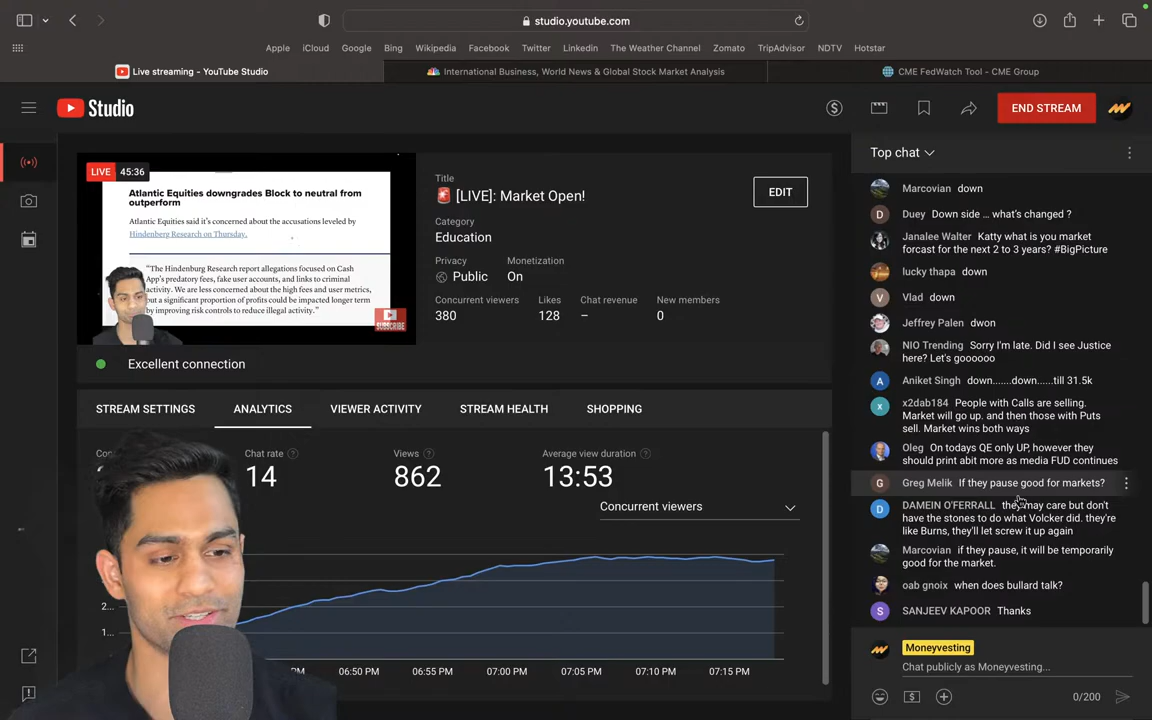 studio.youtube.com
Apple iCloud Google Bing Wikipedia Facebook Twitter Linkedin The Weather Channel Zomato TripAdvisor NDTV Hotstar
Live streaming - YouTube Studio
International Business, World News & Global Stock Market Analysis
CME FedWatch Tool - CME Group
Studio
END STREAM
LIVE 45:36
Atlantic Equities downgrades Block to neutral from
outperform
Atlantic Equities said it's concerned about the accusations leveled by
Hindenberg Research on Thursday.
"The Hindenburg Research report allegations focused on Cash
App's predatory fees, fake user accounts, and links to criminal
activity. We are less concerned about the high fees and user metrics,
but a significant proportion of profits could be impacted longer term
by improving risk controls to reduce illegal activity."
SUBSCRIBE
Title
[LIVE]: Market Open!
EDIT
Category
Education
Privacy Monetization
Public On
Concurrent viewers Likes Chat revenue New members
380 128 – 0
Excellent connection
STREAM SETTINGS ANALYTICS VIEWER ACTIVITY STREAM HEALTH SHOPPING
Chat rate Views Average view duration
14 862 13:53
Concurrent viewers
2...
1...
PM 06:50 PM 06:55 PM 07:00 PM 07:05 PM 07:10 PM 07:15 PM
Top chat
Marcovian down
D Duey Down side ... what's changed ?
Janalee Walter Katty what is you market
forcast for the next 2 to 3 years? #BigPicture
lucky thapa down
V Vlad down
Jeffrey Palen dwon
NIO Trending Sorry I'm late. Did I see Justice
here? Let's gooooo
A Aniket Singh down.......down......till 31.5k
x x2dab184 People with Calls are selling.
Market will go up. and then those with Puts
sell. Market wins both ways
Oleg On todays QE only UP, however they
should print abit more as media FUD continues
G Greg Melik If they pause good for markets?
D DAMEIN O'FERRALL they may care but don't
have the stones to do what Volcker did. they're
like Burns, they'll let screw it up again
Marcovian if they pause, it will be temporarily
good for the market.
oab gnoix when does bullard talk?
S SANJEEV KAPOOR Thanks
Moneyvesting
Chat publicly as Moneyvesting...
0/200